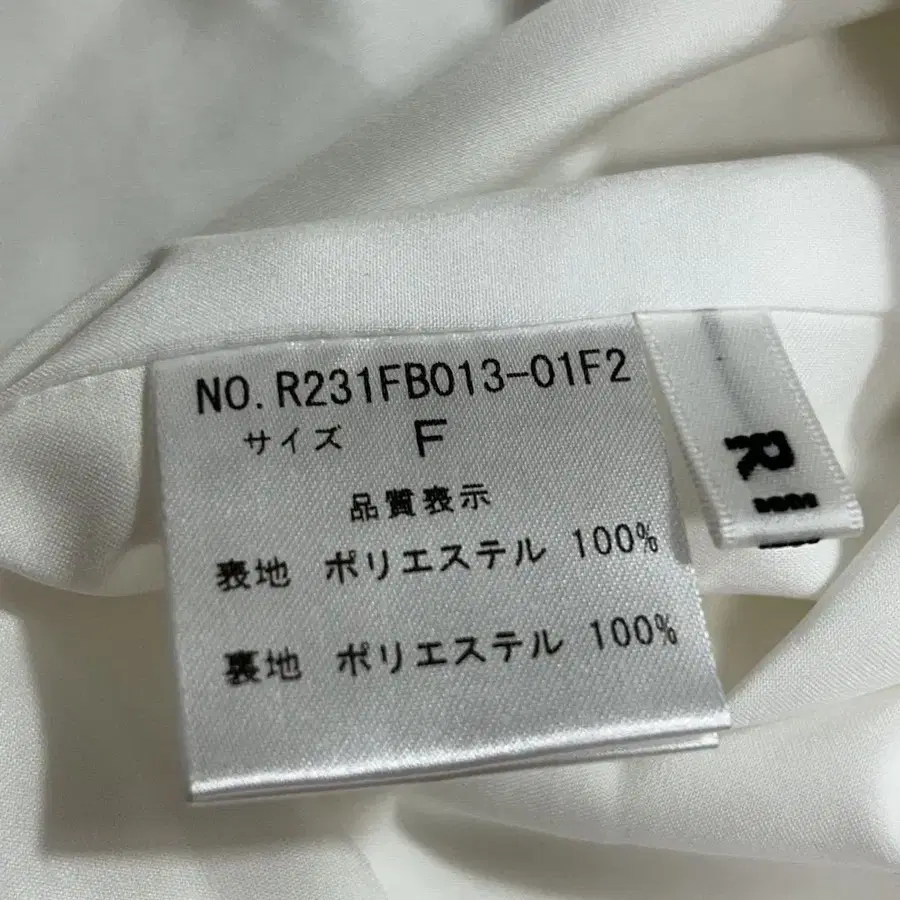 NO.R231FB013-01F2
サイズ F
品質表示
表地 ポリエステル 100%
裏地 ポリエステル 100%